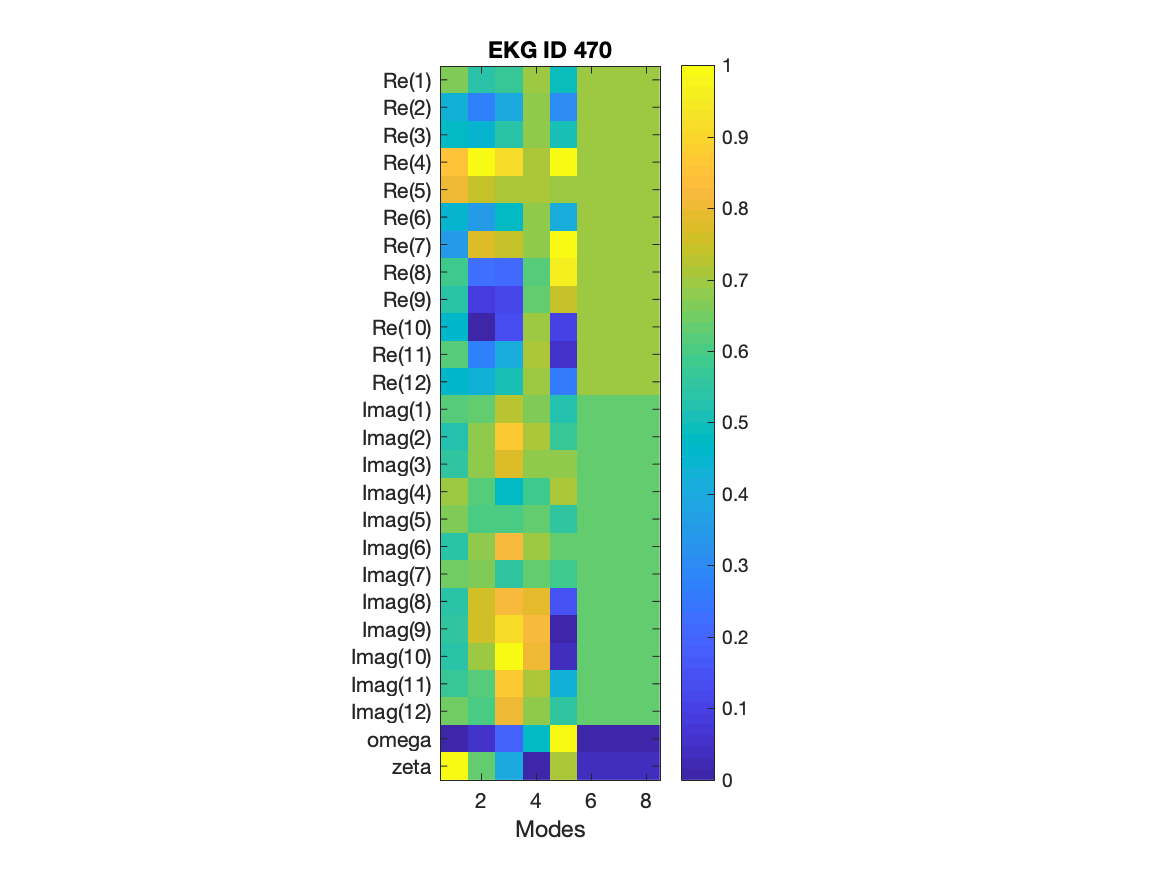 EKG ID 470
Re(1)
Re(2)
Re(3)
Re(4)
Re(5)
Re(6)
Re(7)
Re(8)
Re(9)
Re(10)
Re(11)
Re(12)
Imag(1)
Imag(2)
Imag(3)
Imag(4)
Imag(5)
Imag(6)
Imag(7)
Imag(8)
Imag(9)
Imag(10)
Imag(11)
Imag(12)
omega
zeta
2 4 6 8
Modes
1
0.9
0.8
0.7
0.6
0.5
0.4
0.3
0.2
0.1
0